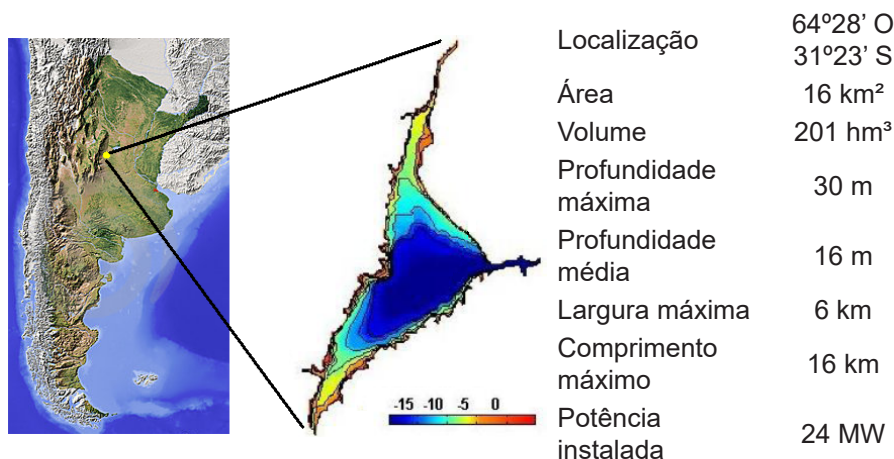 Localização
64º28’ O
31º23’ S
Área
16 km²
Volume
201 hm³
Profundidade
máxima
30 m
Profundidade
média
16 m
Largura máxima
6 km
Comprimento
máximo
16 km
Potência
instalada
24 MW
-15 -10 -5 0